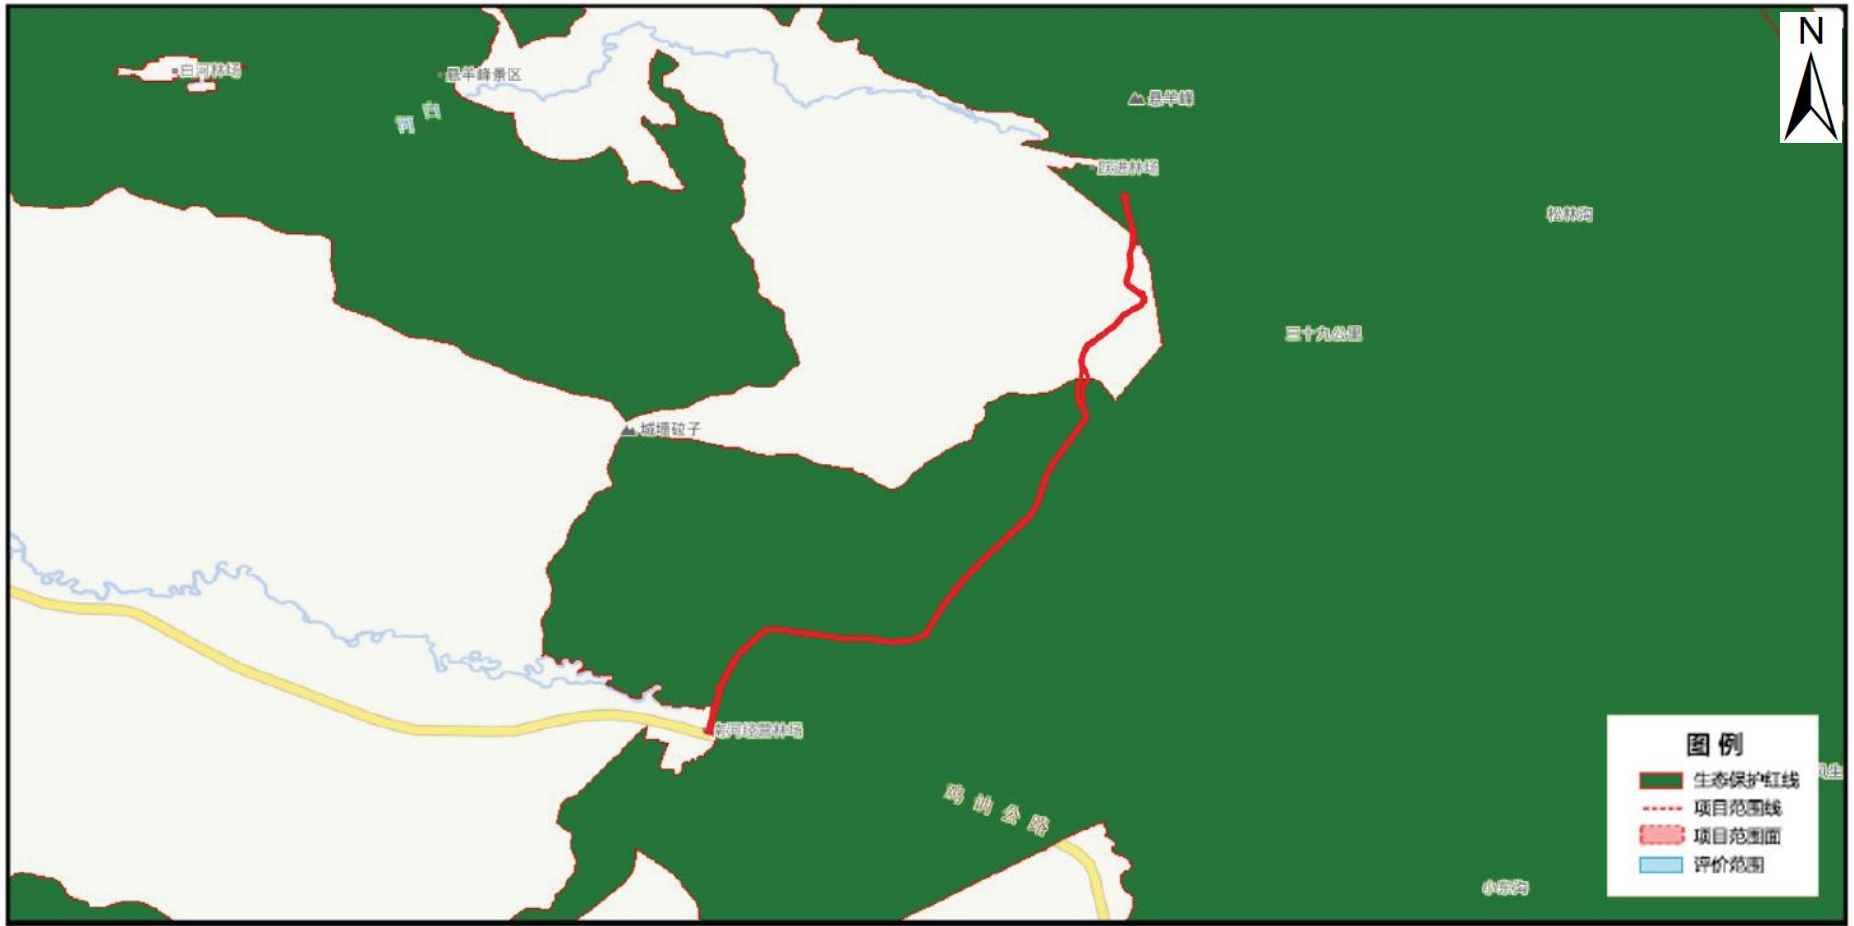 N
白河林场
悬羊峰景区
白
河
悬羊峰
跃进林场
松林沟
三十九公里
城墙砬子
河经营林场
公路
小东沟
图例
生态保护红线
项目范围线
项目范围面
评价范围